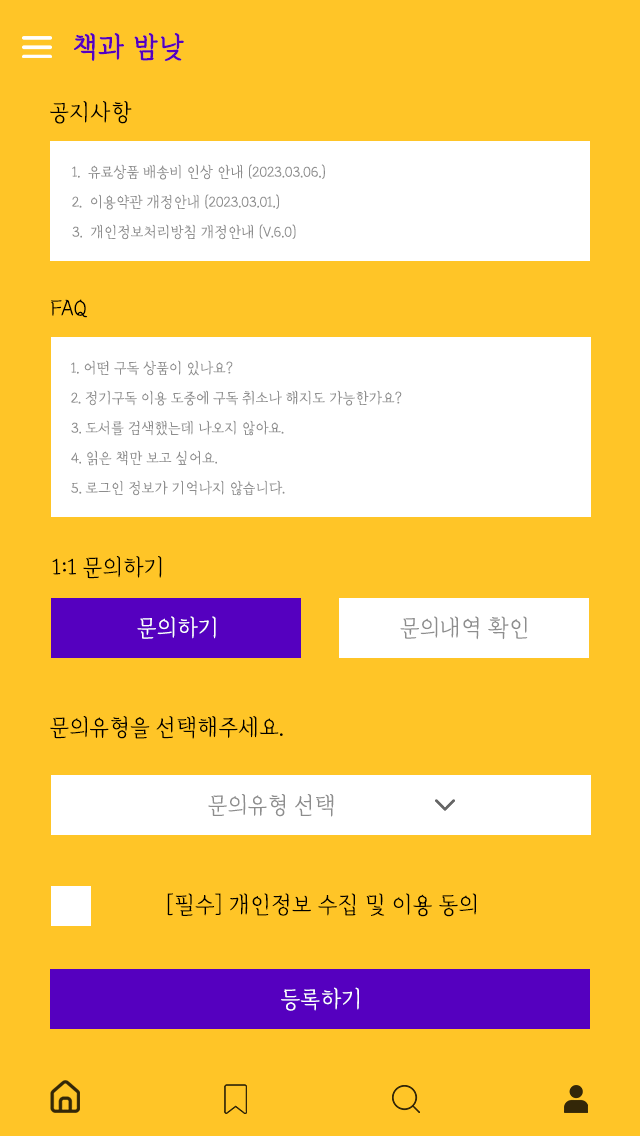 책과 밤낮
공지사항
1. 유료상품 배송비 인상 안내 (2023.03.06.)
2. 이용약관 개정안내 (2023.03.01.)
3. 개인정보처리방침 개정안내 (V.6.0)
FAQ
1. 어떤 구독 상품이 있나요?
2. 정기구독 이용 도중에 구독 취소나 해지도 가능한가요?
3. 도서를 검색했는데 나오지 않아요.
4. 읽은 책만 보고 싶어요.
5. 로그인 정보가 기억나지 않습니다.
1:1 문의하기
문의하기 문의내역 확인
문의유형을 선택해주세요.
문의유형 선택
[필수] 개인정보 수집 및 이용 동의
등록하기